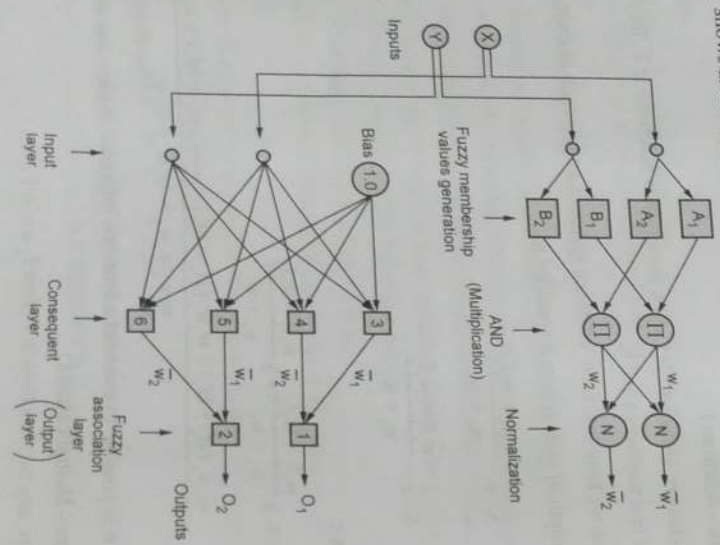 shows
A₁
A₂
B₁
B₂
Π
Π
w₁
w₂
N
N
w̄₁
w̄₂
Fuzzy membership
values generation
AND
(Multiplication)
Normalization
X
Y
Inputs
Bias
1.0
3
4
5
6
w̄₁
w̄₂
w̄₁
w̄₂
1
2
O₁
O₂
Outputs
Input
layer
Consequent
layer
Fuzzy
association
layer
(Output
layer)